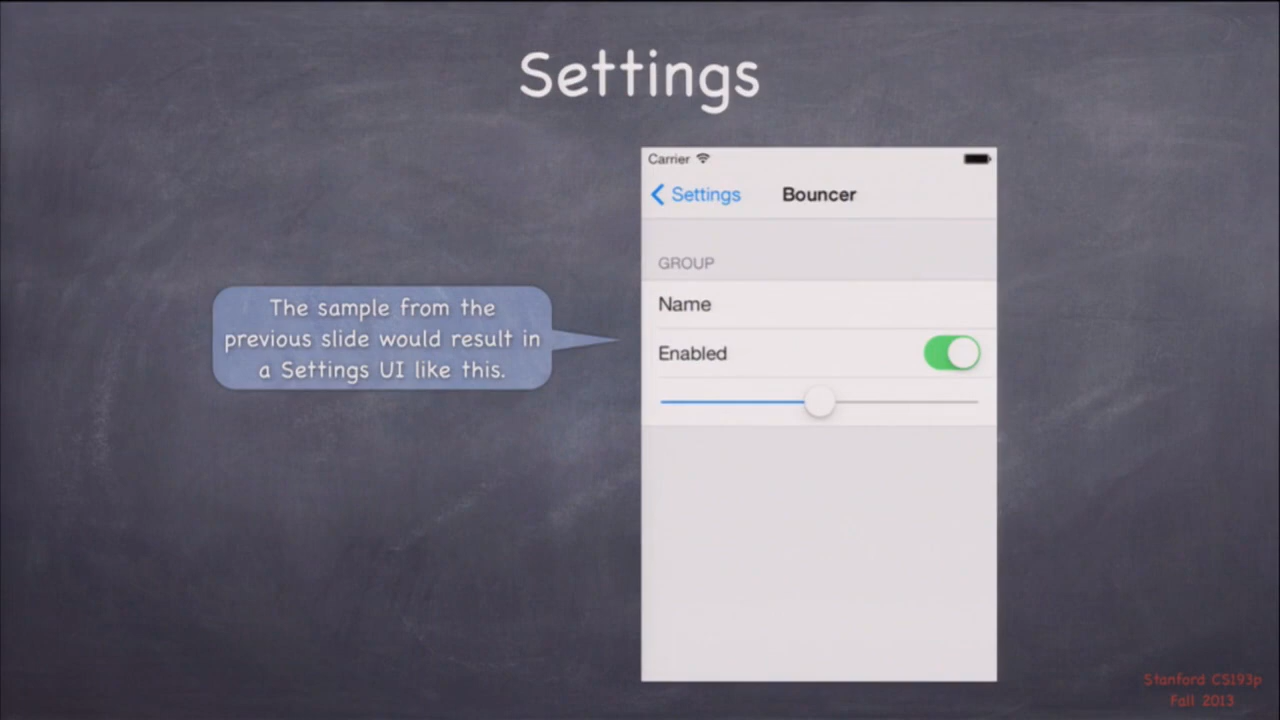 Settings
Carrier
Settings
Bouncer
GROUP
Name
Enabled
The sample from the
previous slide would result in
a Settings UI like this.
Stanford CS193p
Fall 2013